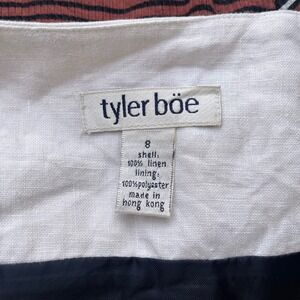 tyler böe
8
shell:
100% linen
lining:
100% polyester
made in
hong kong